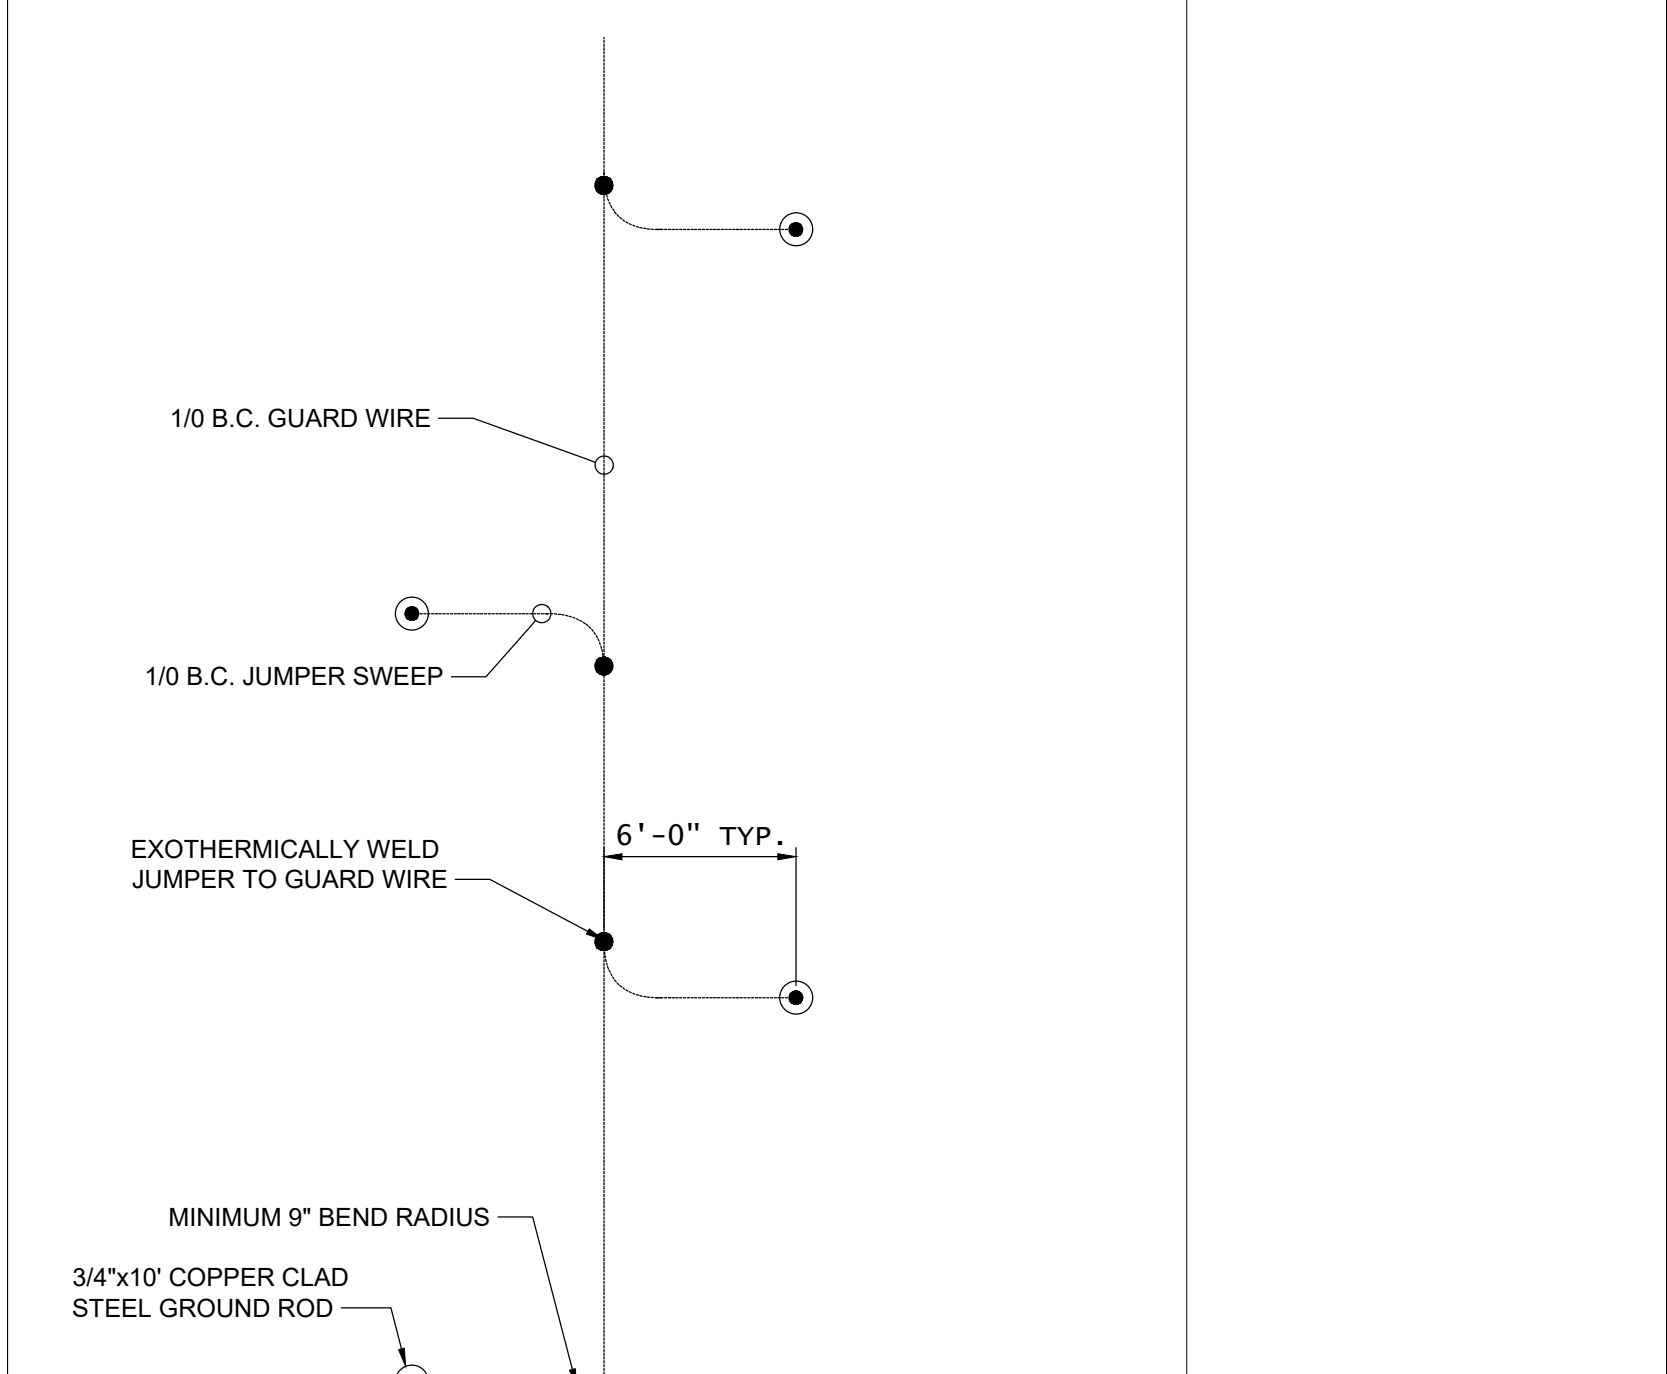 1/0 B.C. GUARD WIRE
1/0 B.C. JUMPER SWEEP
6'-0" TYP.
EXOTHERMICALLY WELD
JUMPER TO GUARD WIRE
MINIMUM 9" BEND RADIUS
3/4"x10' COPPER CLAD
STEEL GROUND ROD